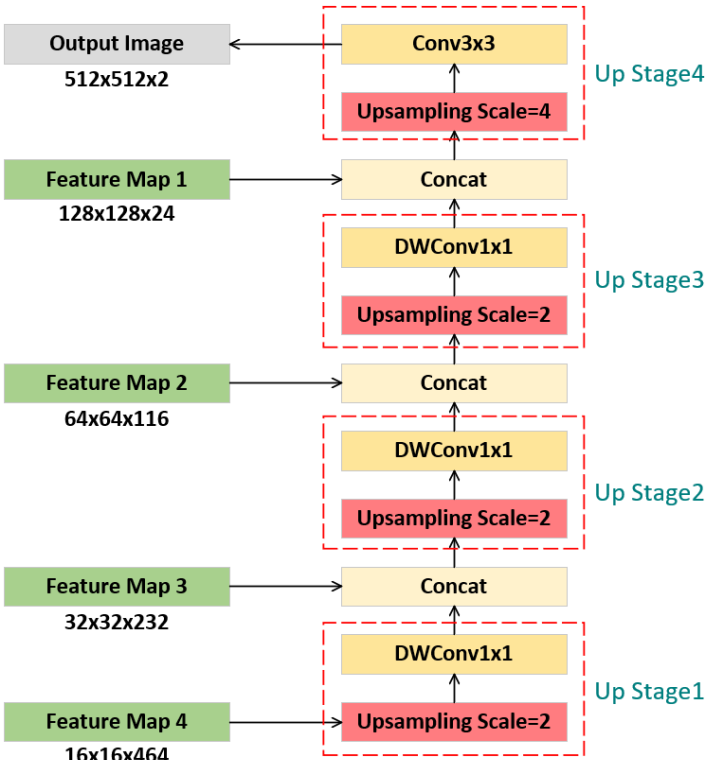 Output Image
Conv3x3
512x512x2
Up Stage4
Upsampling Scale=4
Feature Map 1
Concat
128x128x24
DWConv1x1
Up Stage3
Upsampling Scale=2
Feature Map 2
Concat
64x64x116
DWConv1x1
Up Stage2
Upsampling Scale=2
Feature Map 3
Concat
32x32x232
DWConv1x1
Up Stage1
Feature Map 4
Upsampling Scale=2
16x16x464